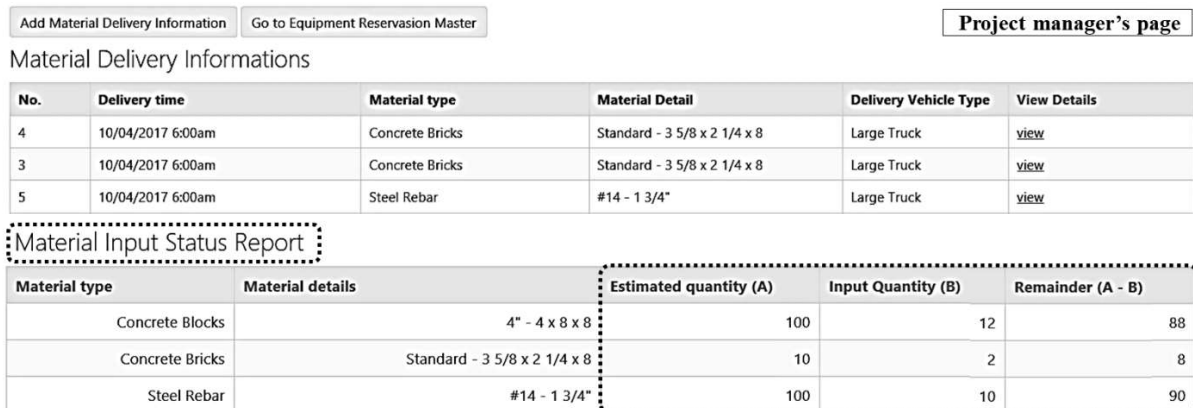 Add Material Delivery Information Go to Equipment Reservasion Master Project manager's page
Material Delivery Informations
No. Delivery time Material type Material Detail Delivery Vehicle Type View Details
4 10/04/2017 6:00am Concrete Bricks Standard - 3 5/8 x 2 1/4 x 8 Large Truck view
3 10/04/2017 6:00am Concrete Bricks Standard - 3 5/8 x 2 1/4 x 8 Large Truck view
5 10/04/2017 6:00am Steel Rebar #14 - 1 3/4" Large Truck view
Material Input Status Report
Material type Material details Estimated quantity (A) Input Quantity (B) Remainder (A - B)
Concrete Blocks 4" - 4 x 8 x 8 100 12 88
Concrete Bricks Standard - 3 5/8 x 2 1/4 x 8 10 2 8
Steel Rebar #14 - 1 3/4" 100 10 90